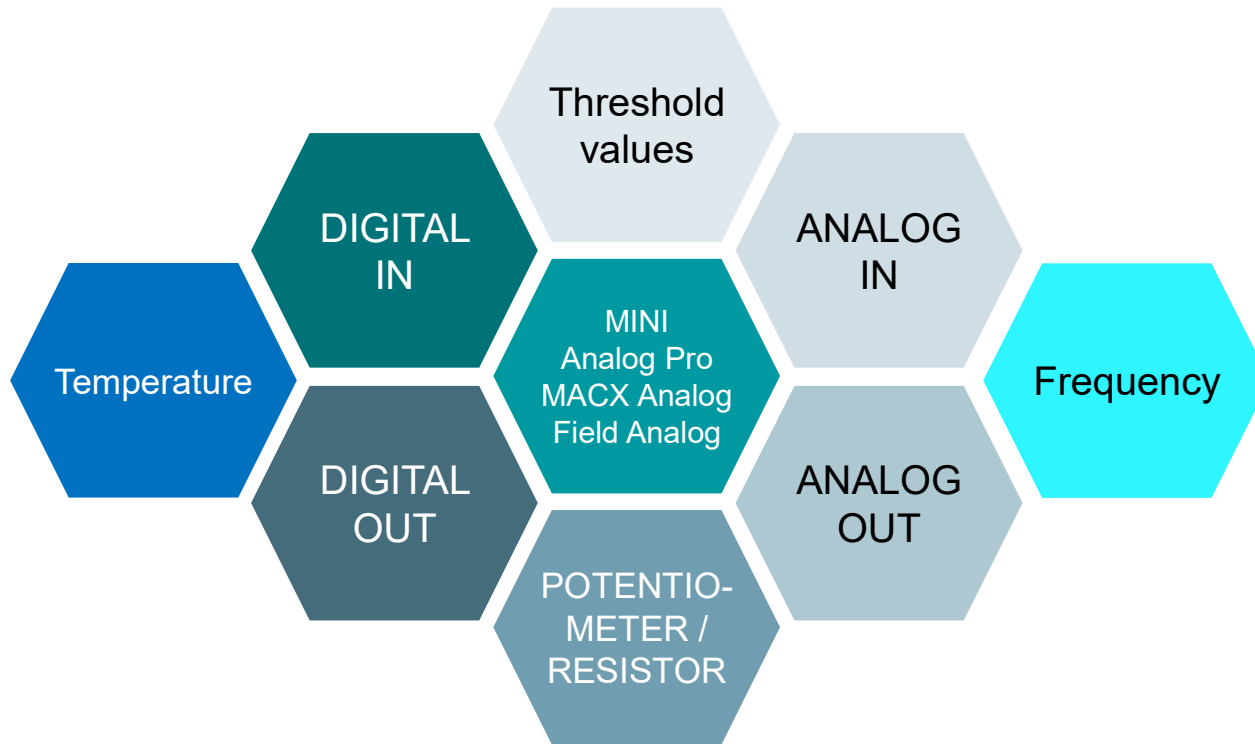 Threshold
values
DIGITAL
IN
ANALOG
IN
Temperature
MINI
Analog Pro
MACX Analog
Field Analog
Frequency
DIGITAL
OUT
ANALOG
OUT
POTENTIO-
METER /
RESISTOR